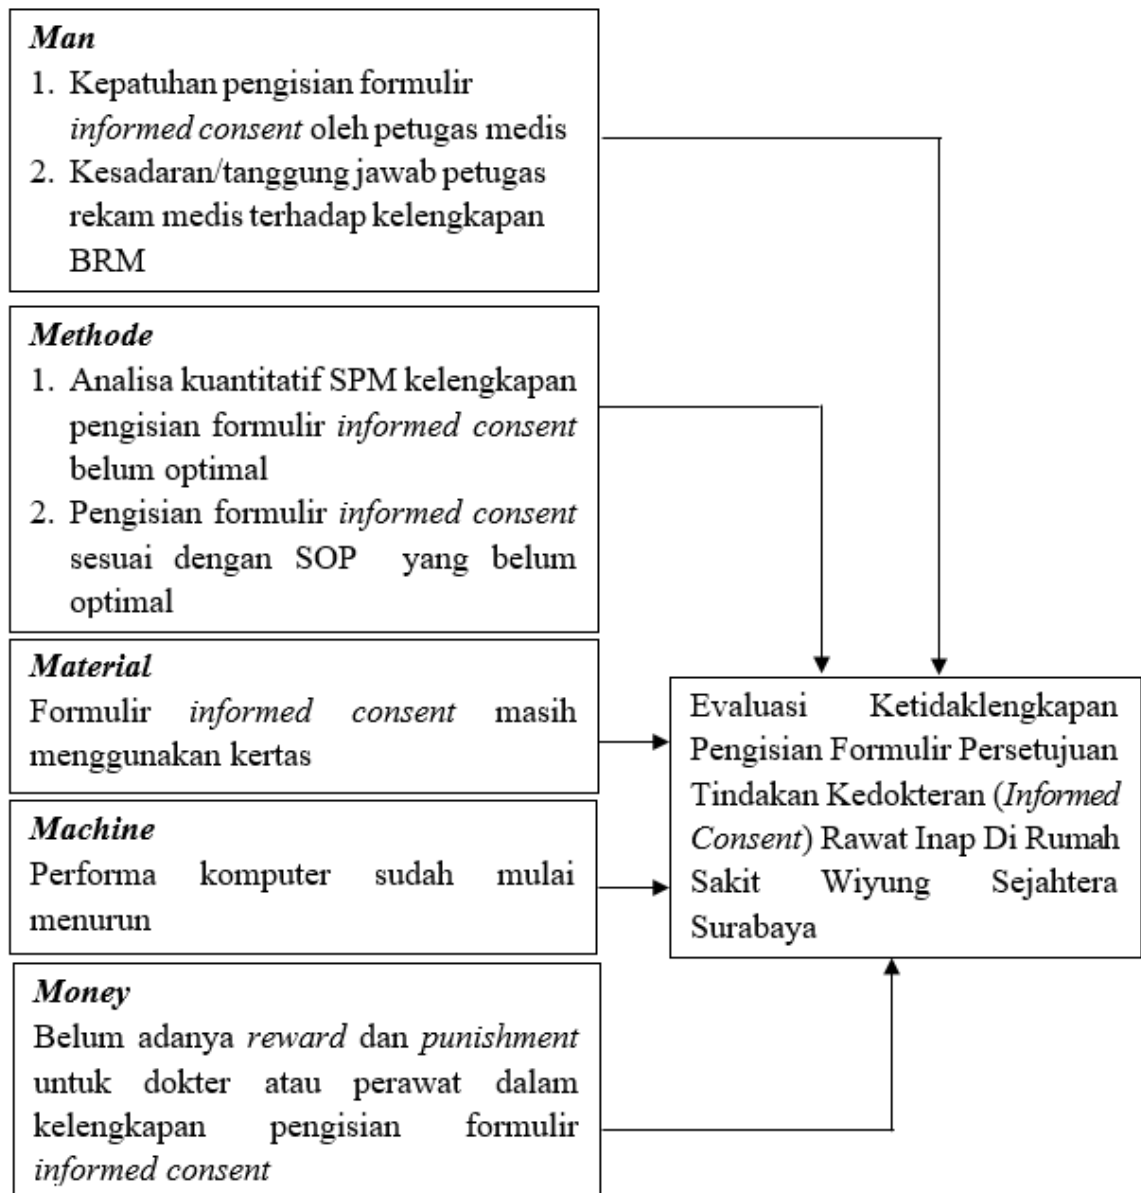 Man
1. Kepatuhan pengisian formulir
informed consent oleh petugas medis
2. Kesadaran/tanggung jawab petugas
rekam medis terhadap kelengkapan
BRM
Methode
1. Analisa kuantitatif SPM kelengkapan
pengisian formulir informed consent
belum optimal
2. Pengisian formulir informed consent
sesuai dengan SOP yang belum
optimal
Material
Formulir informed consent masih
menggunakan kertas
Machine
Performa komputer sudah mulai
menurun
Money
Belum adanya reward dan punishment
untuk dokter atau perawat dalam
kelengkapan pengisian formulir
informed consent
Evaluasi Ketidaklengkapan
Pengisian Formulir Persetujuan
Tindakan Kedokteran (Informed
Consent) Rawat Inap Di Rumah
Sakit Wiyung Sejahtera
Surabaya